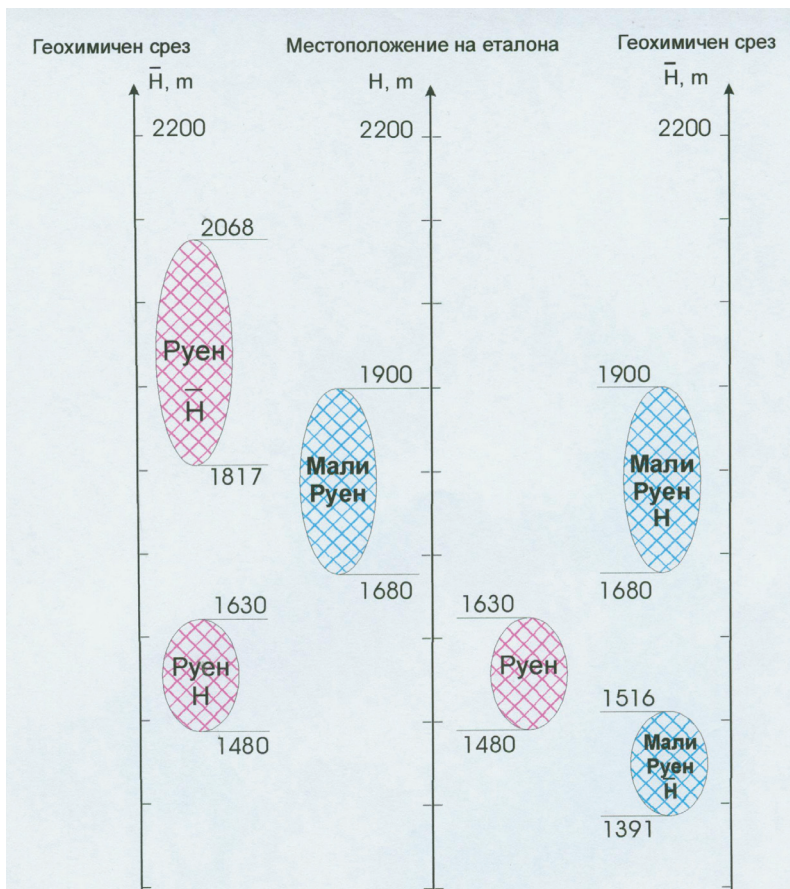 Геохимичен срез
H̅, m
2200
2068
Руен
H̅
1817
1630
Руен
H
1480
Местоположение на еталона
H, m
2200
1900
Мали
Руен
1680
1630
Руен
1480
Геохимичен срез
H̅, m
2200
1900
Мали
Руен
H
1680
1516
Мали
Руен
H̅
1391